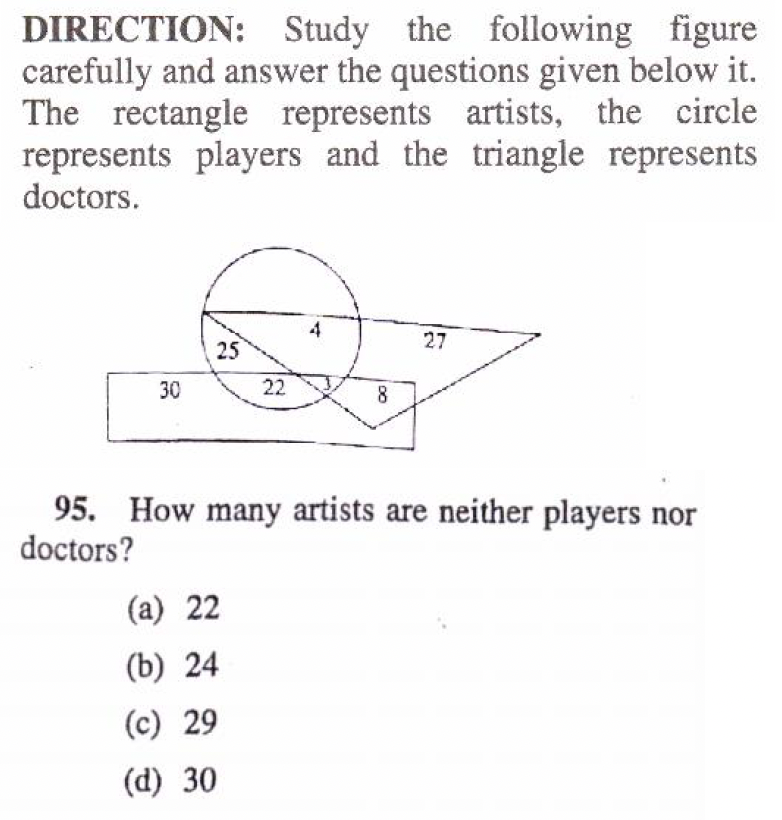 DIRECTION: Study the following figure
carefully and answer the questions given below it.
The rectangle represents artists, the circle
represents players and the triangle represents
doctors.
4
27
25
30
22
3
8
95. How many artists are neither players nor
doctors?
(a) 22
(b) 24
(c) 29
(d) 30